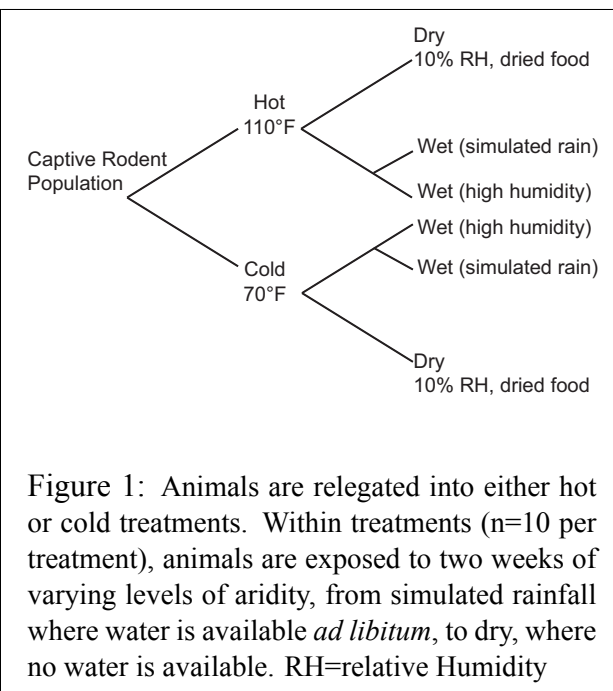 Dry
10% RH, dried food
Hot
110°F
Wet (simulated rain)
Captive Rodent
Population
Wet (high humidity)
Wet (high humidity)
Cold
70°F
Wet (simulated rain)
Dry
10% RH, dried food
Figure 1: Animals are relegated into either hot
or cold treatments. Within treatments (n=10 per
treatment), animals are exposed to two weeks of
varying levels of aridity, from simulated rainfall
where water is available ad libitum, to dry, where
no water is available. RH=relative Humidity